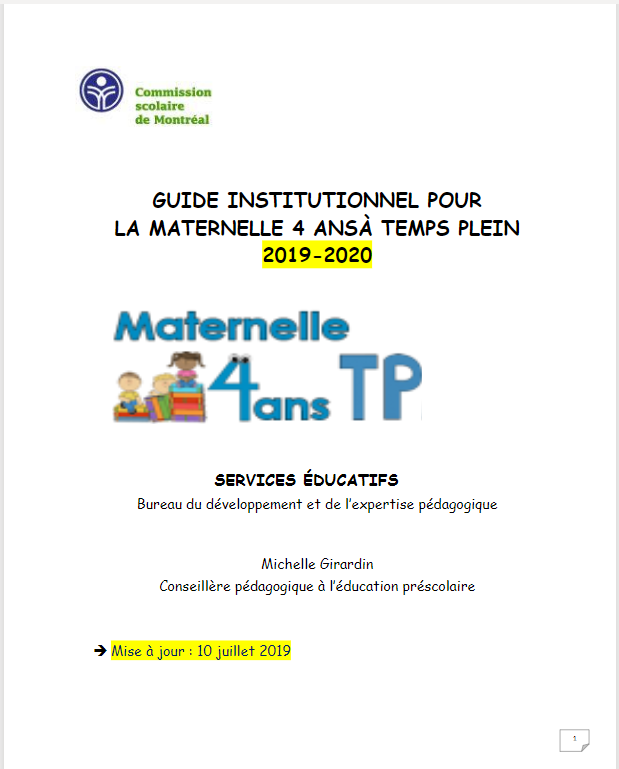 Commission
scolaire
de Montréal
GUIDE INSTITUTIONNEL POUR
LA MATERNELLE 4 ANSÀ TEMPS PLEIN
2019-2020
Maternelle
4ans TP
SERVICES ÉDUCATIFS
Bureau du développement et de l'expertise pédagogique
Michelle Girardin
Conseillère pédagogique à l'éducation préscolaire
➔ Mise à jour : 10 juillet 2019
1